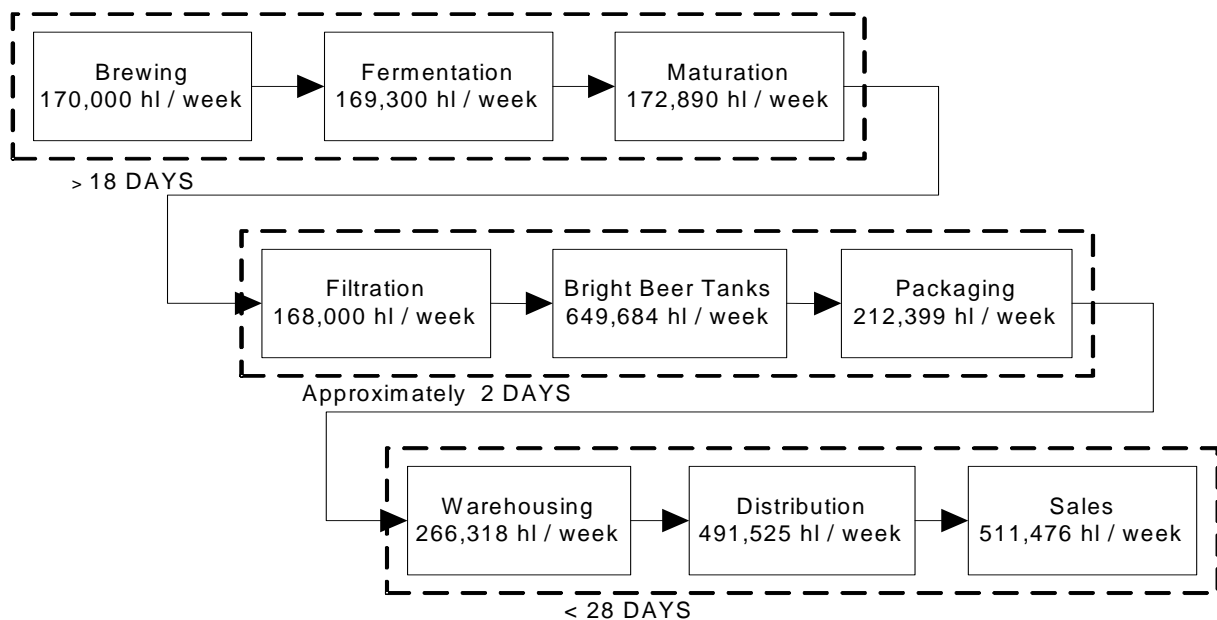 Brewing
170,000 hl / week
Fermentation
169,300 hl / week
Maturation
172,890 hl / week
> 18 DAYS
Filtration
168,000 hl / week
Bright Beer Tanks
649,684 hl / week
Packaging
212,399 hl / week
Approximately 2 DAYS
Warehousing
266,318 hl / week
Distribution
491,525 hl / week
Sales
511,476 hl / week
< 28 DAYS